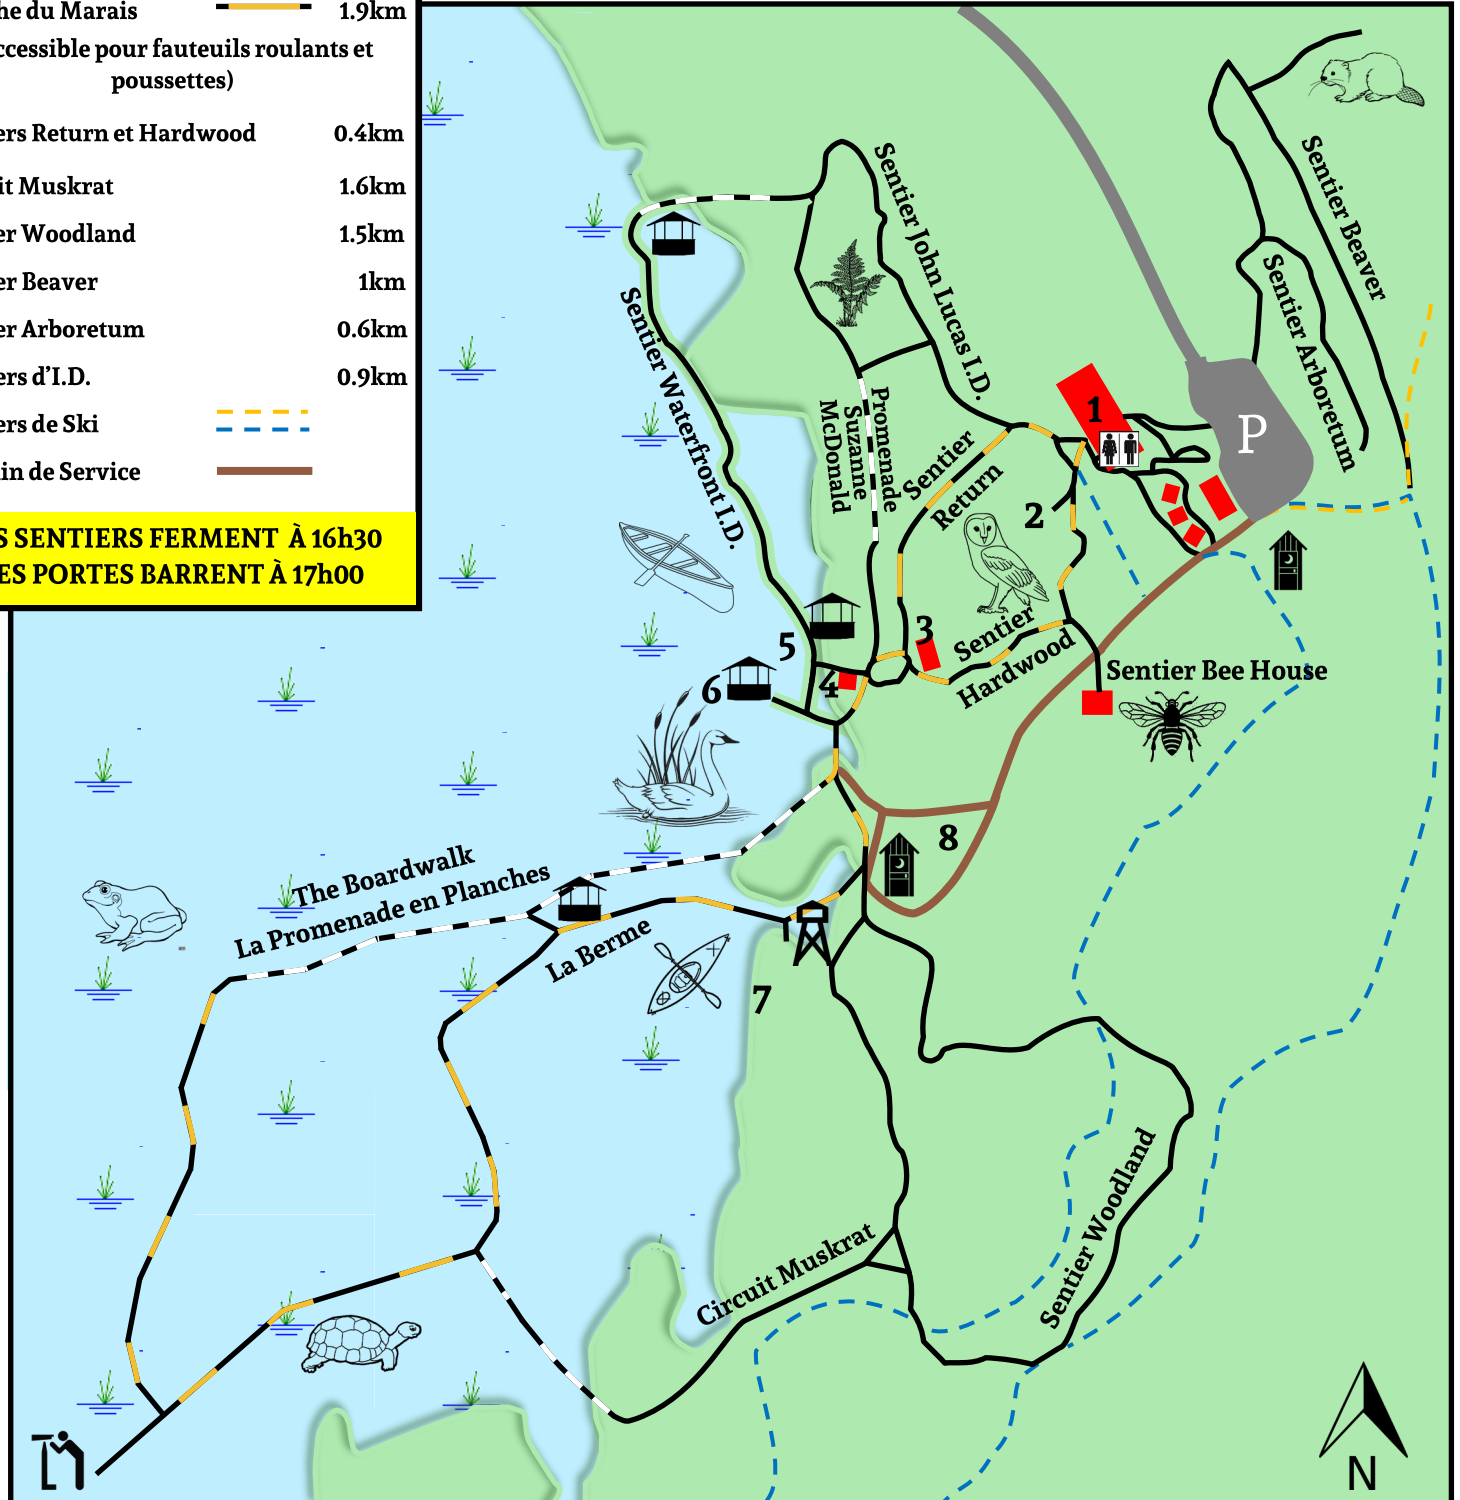 he du Marais 1.9km
ccessible pour fauteuils roulants et
poussettes)
ers Return et Hardwood 0.4km
it Muskrat 1.6km
er Woodland 1.5km
er Beaver 1km
er Arboretum 0.6km
ers d'I.D. 0.9km
ers de Ski
in de Service
S SENTIERS FERMENT À 16h30
ES PORTES BARRENT À 17h00
Sentier Beaver
Sentier John Lucas I.D.
Sentier Arboretum
Sentier Waterfront I.D.
Promenade
Suzanne
McDonald
1
P
Sentier
Return
2
3
Sentier
Hardwood
5
4
6
Sentier Bee House
8
The Boardwalk
La Promenade en Planches
La Berme
7
Circuit Muskrat
Sentier Woodland
N